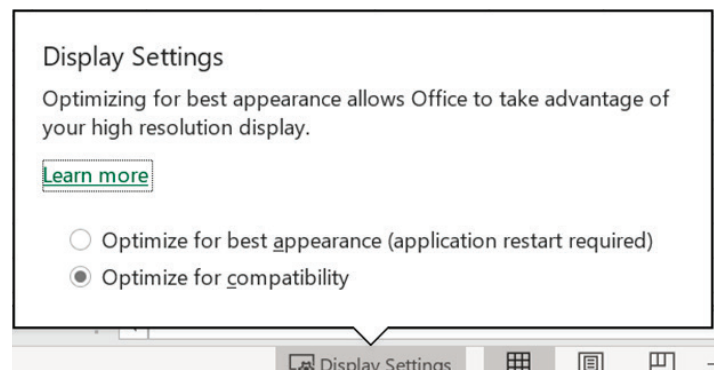 Display Settings
Optimizing for best appearance allows Office to take advantage of
your high resolution display.
Learn more
Optimize for best appearance (application restart required)
Optimize for compatibility
Display Settings